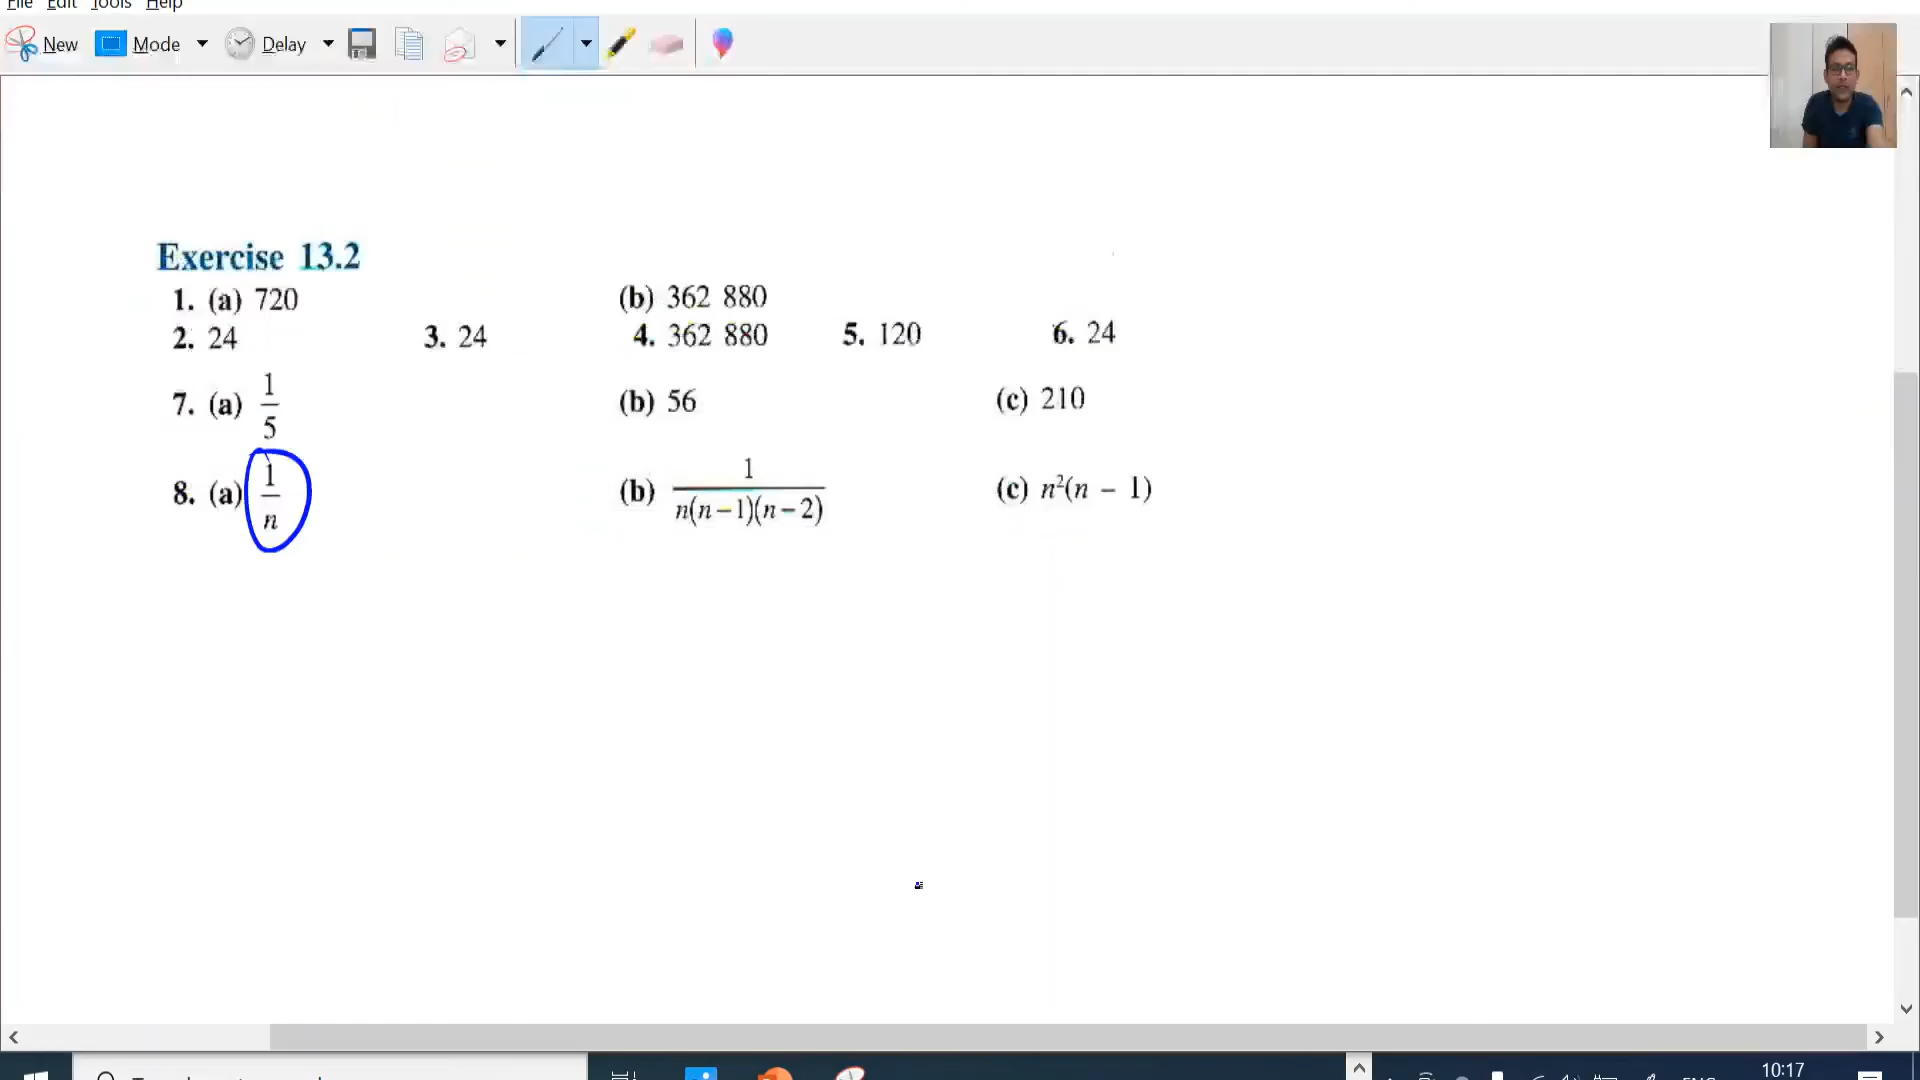 File Edit Tools Help
New Mode Delay
Exercise 13.2
1. (a) 720 (b) 362 880
2. 24 3. 24 4. 362 880 5. 120 6. 24
7. (a) 1/5 (b) 56 (c) 210
8. (a) 1/n (b) 1/n(n−1)(n−2) (c) n²(n − 1)
10:17